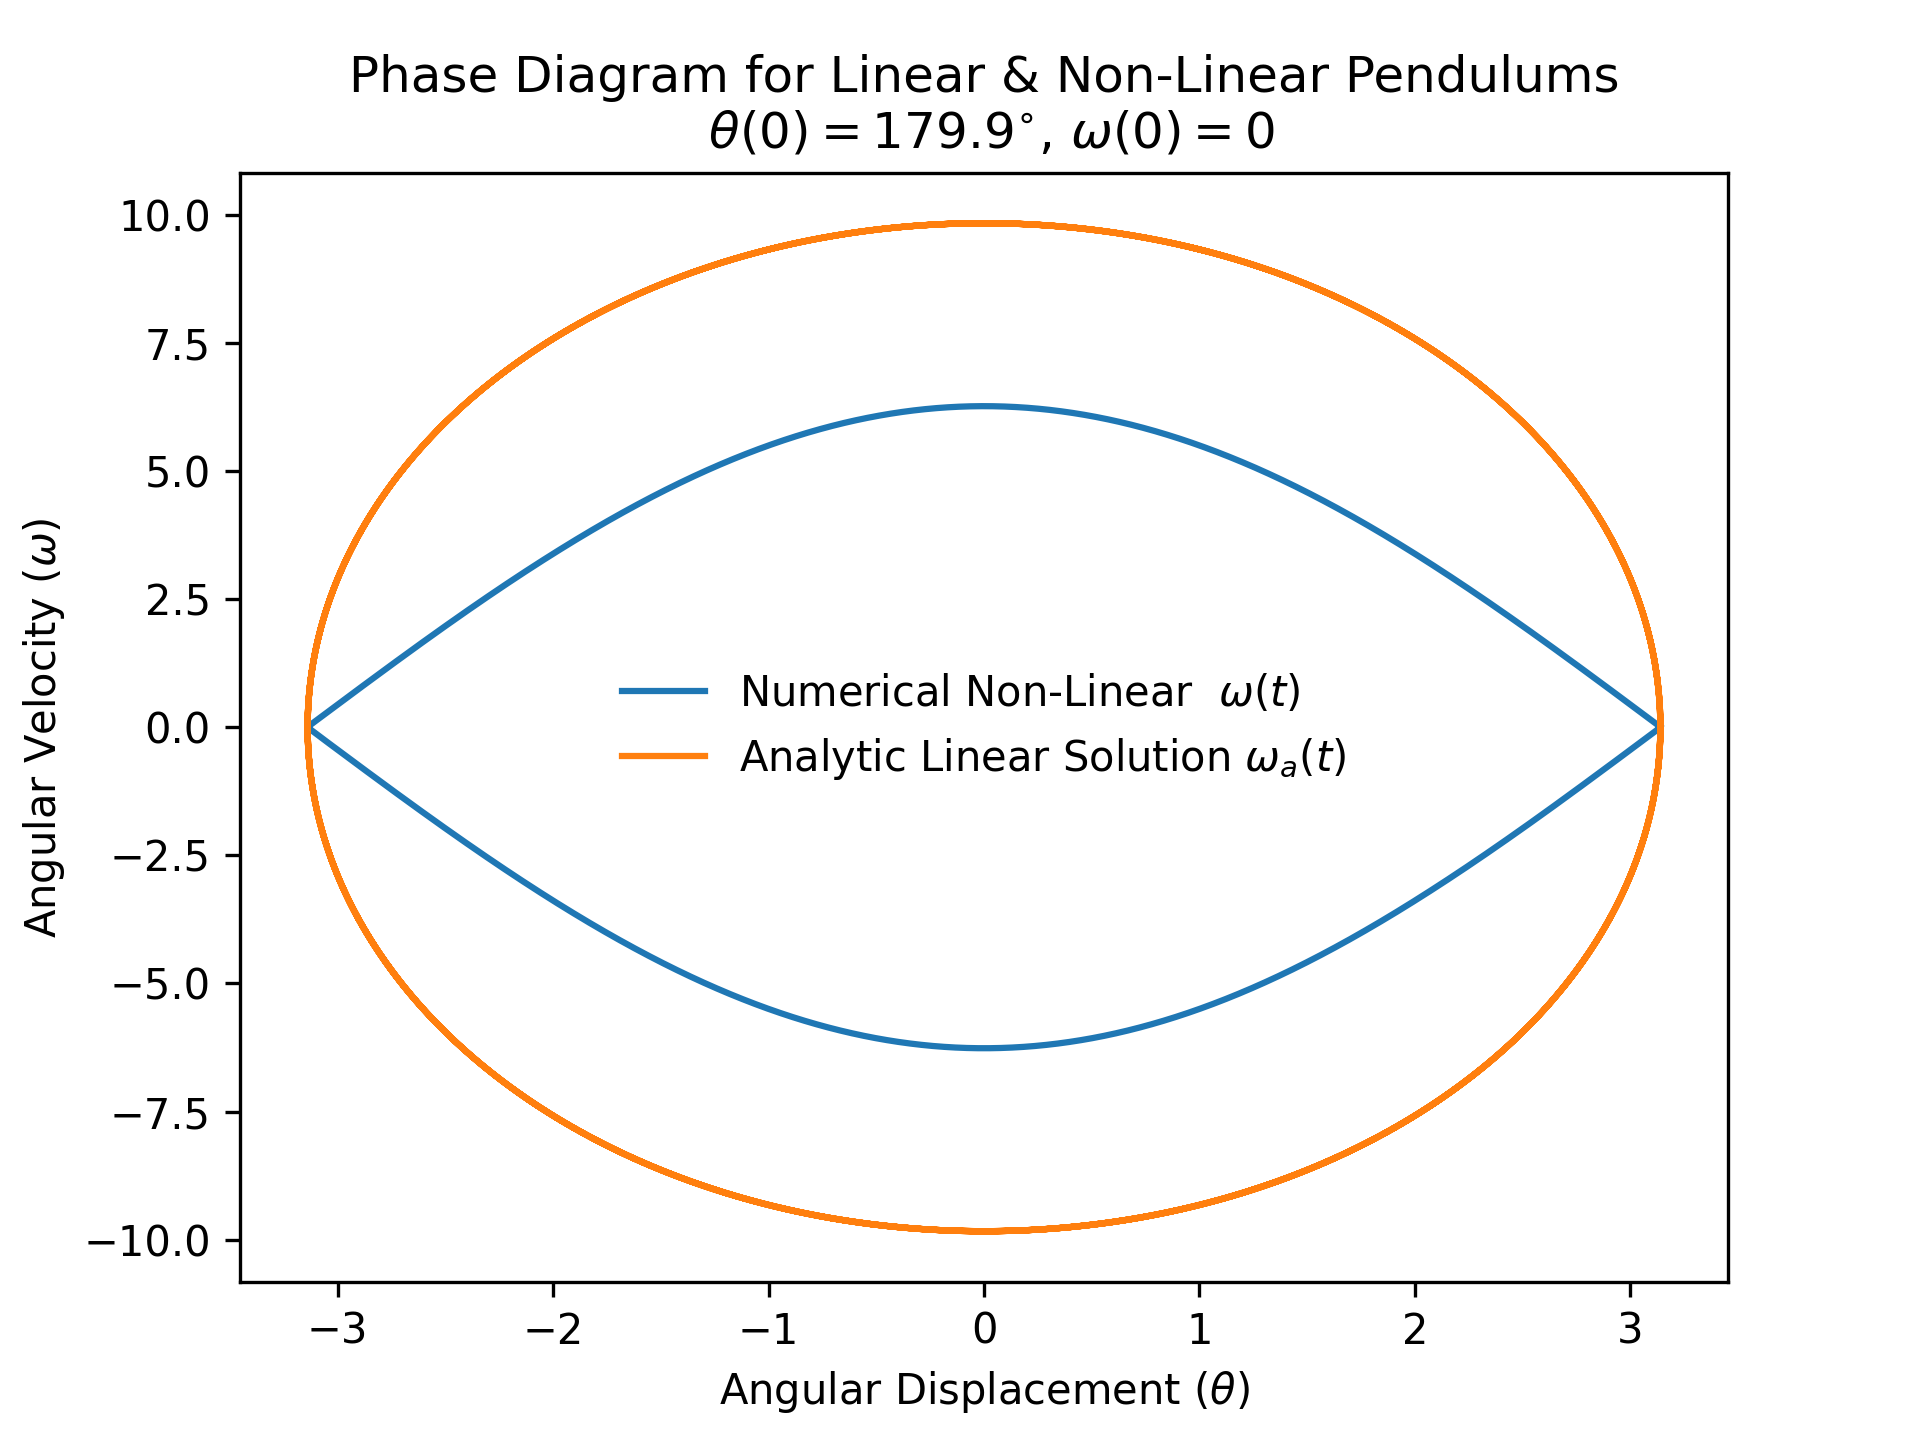 Phase Diagram for Linear & Non-Linear Pendulums
θ(0) = 179.9°, ω(0) = 0
10.0
7.5
5.0
2.5
0.0
−2.5
−5.0
−7.5
−10.0
Angular Velocity (ω)
Numerical Non-Linear ω(t)
Analytic Linear Solution ωₐ(t)
−3 −2 −1 0 1 2 3
Angular Displacement (θ)